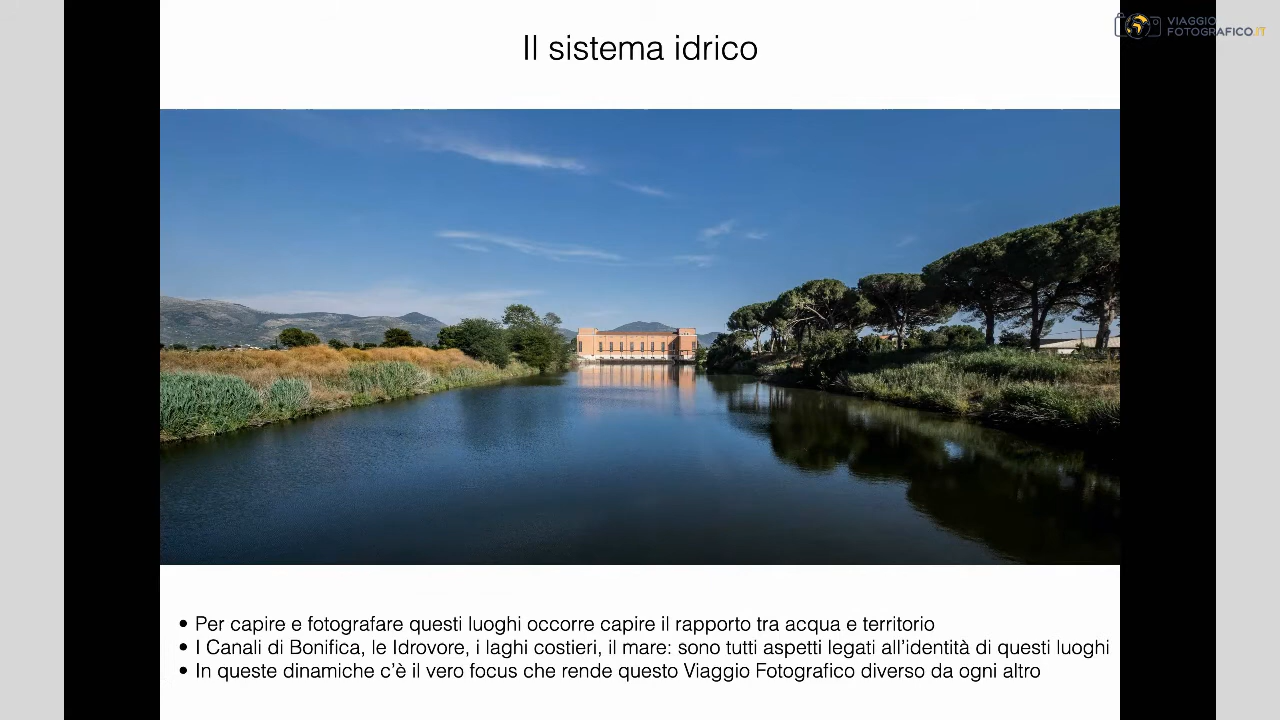 Il sistema idrico
VIAGGIO
FOTOGRAFICO.IT
• Per capire e fotografare questi luoghi occorre capire il rapporto tra acqua e territorio
• I Canali di Bonifica, le Idrovore, i laghi costieri, il mare: sono tutti aspetti legati all’identità di questi luoghi
• In queste dinamiche c’è il vero focus che rende questo Viaggio Fotografico diverso da ogni altro